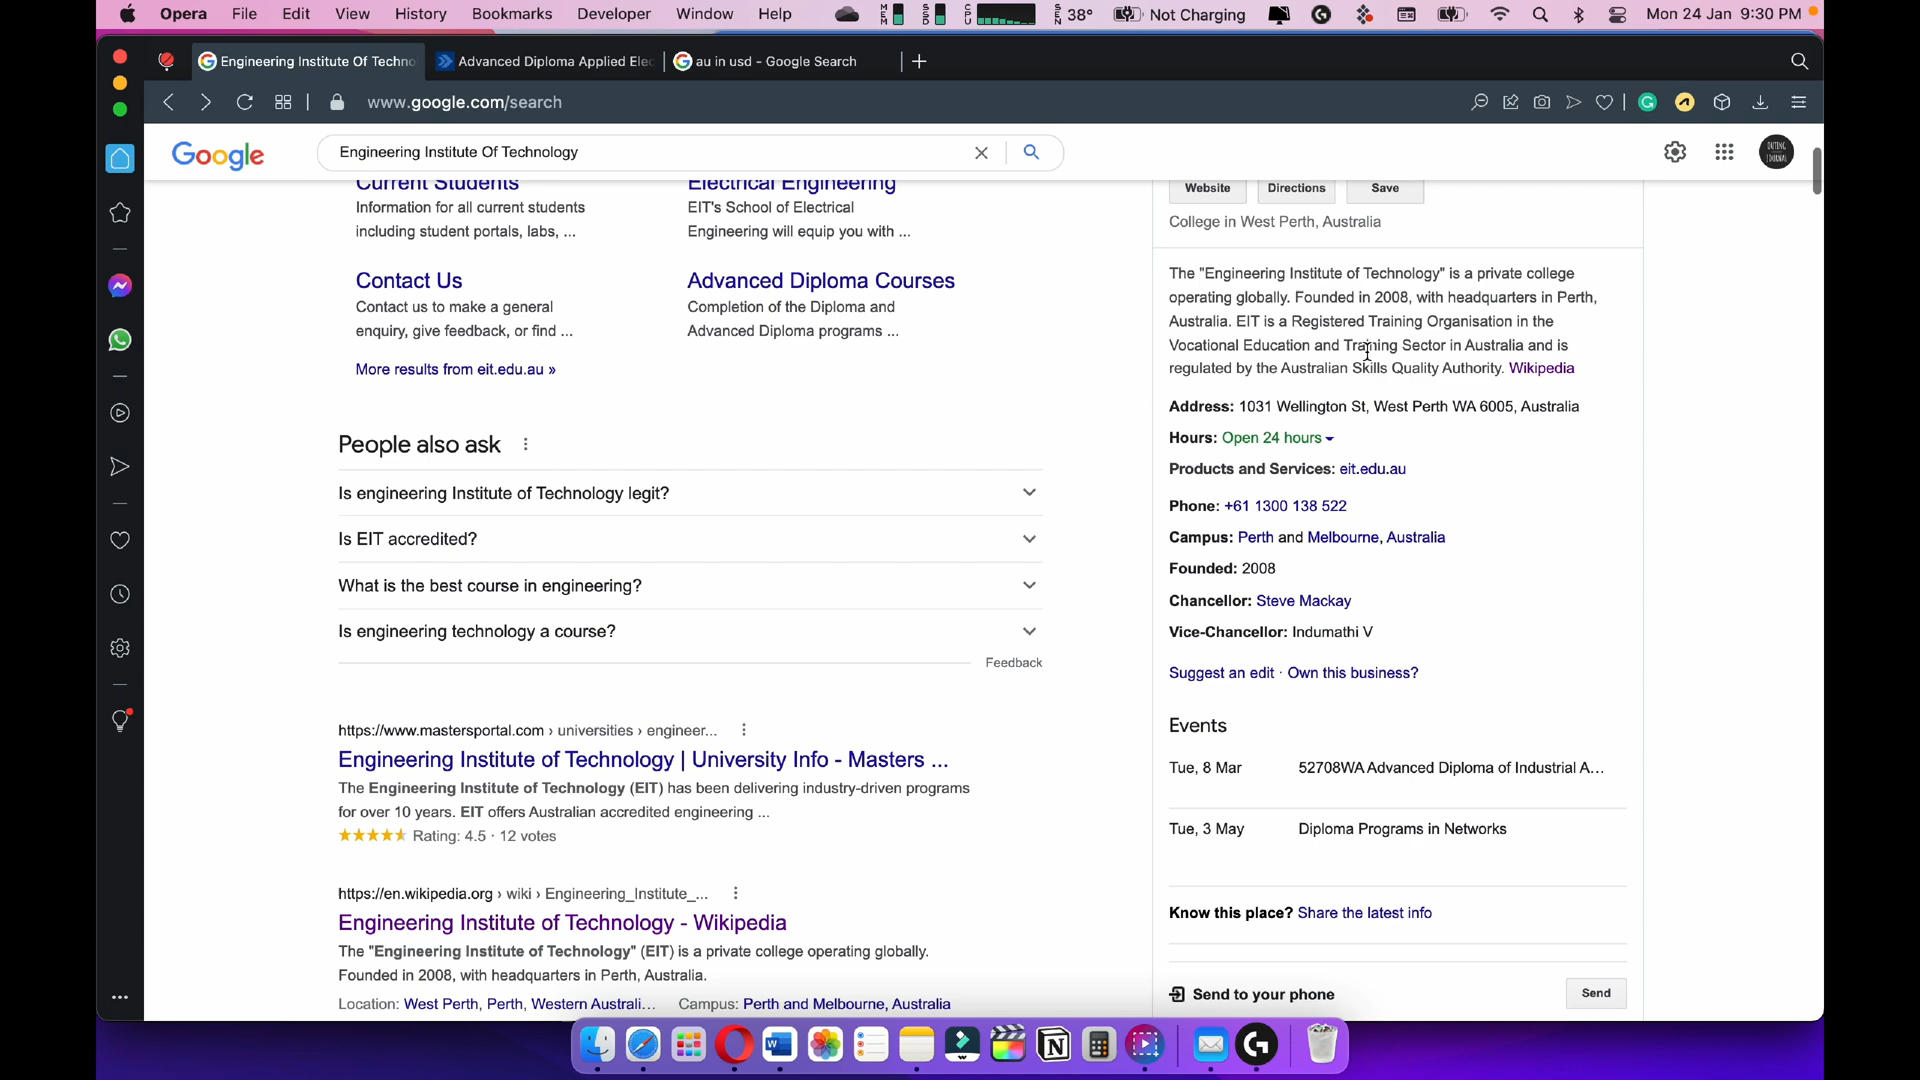 Opera File Edit View History Bookmarks Developer Window Help 38° Not Charging Mon 24 Jan 9:30 PM
Engineering Institute Of Techno Advanced Diploma Applied Elec au in usd - Google Search
www.google.com/search
Google Engineering Institute Of Technology
Current Students
Information for all current students
including student portals, labs, ...
Electrical Engineering
EIT's School of Electrical
Engineering will equip you with ...
Contact Us
Contact us to make a general
enquiry, give feedback, or find ...
Advanced Diploma Courses
Completion of the Diploma and
Advanced Diploma programs ...
More results from eit.edu.au »
People also ask
Is engineering Institute of Technology legit?
Is EIT accredited?
What is the best course in engineering?
Is engineering technology a course?
Feedback
https://www.mastersportal.com › universities › engineer...
Engineering Institute of Technology | University Info - Masters ...
The Engineering Institute of Technology (EIT) has been delivering industry-driven programs
for over 10 years. EIT offers Australian accredited engineering ...
Rating: 4.5 · 12 votes
https://en.wikipedia.org › wiki › Engineering_Institute_...
Engineering Institute of Technology - Wikipedia
The "Engineering Institute of Technology" (EIT) is a private college operating globally.
Founded in 2008, with headquarters in Perth, Australia.
Location: West Perth, Perth, Western Australi... Campus: Perth and Melbourne, Australia
Website Directions Save
College in West Perth, Australia
The "Engineering Institute of Technology" is a private college
operating globally. Founded in 2008, with headquarters in Perth,
Australia. EIT is a Registered Training Organisation in the
Vocational Education and Training Sector in Australia and is
regulated by the Australian Skills Quality Authority. Wikipedia
Address: 1031 Wellington St, West Perth WA 6005, Australia
Hours: Open 24 hours
Products and Services: eit.edu.au
Phone: +61 1300 138 522
Campus: Perth and Melbourne, Australia
Founded: 2008
Chancellor: Steve Mackay
Vice-Chancellor: Indumathi V
Suggest an edit · Own this business?
Events
Tue, 8 Mar 52708WA Advanced Diploma of Industrial A...
Tue, 3 May Diploma Programs in Networks
Know this place? Share the latest info
Send to your phone Send